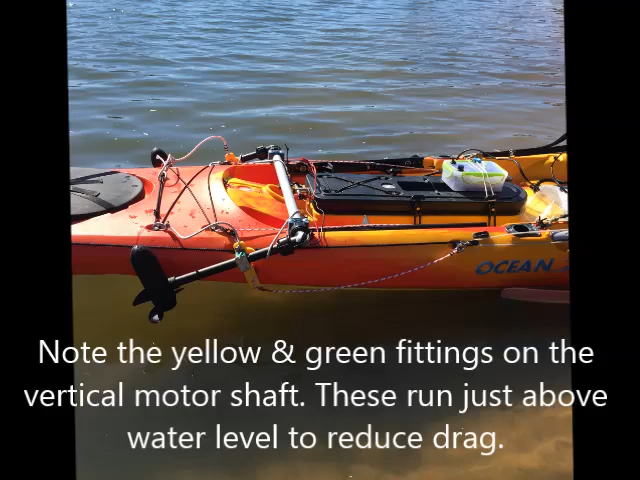 OCEAN
Note the yellow & green fittings on the
vertical motor shaft. These run just above
water level to reduce drag.